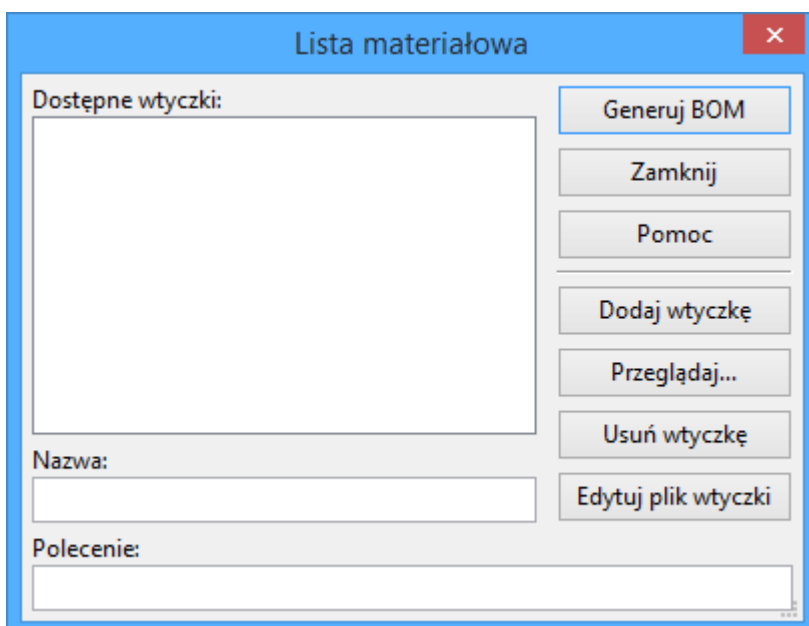 Lista materiałowa
Dostępne wtyczki:
Generuj BOM
Zamknij
Pomoc
Dodaj wtyczkę
Przeglądaj...
Usuń wtyczkę
Nazwa:
Edytuj plik wtyczki
Polecenie: